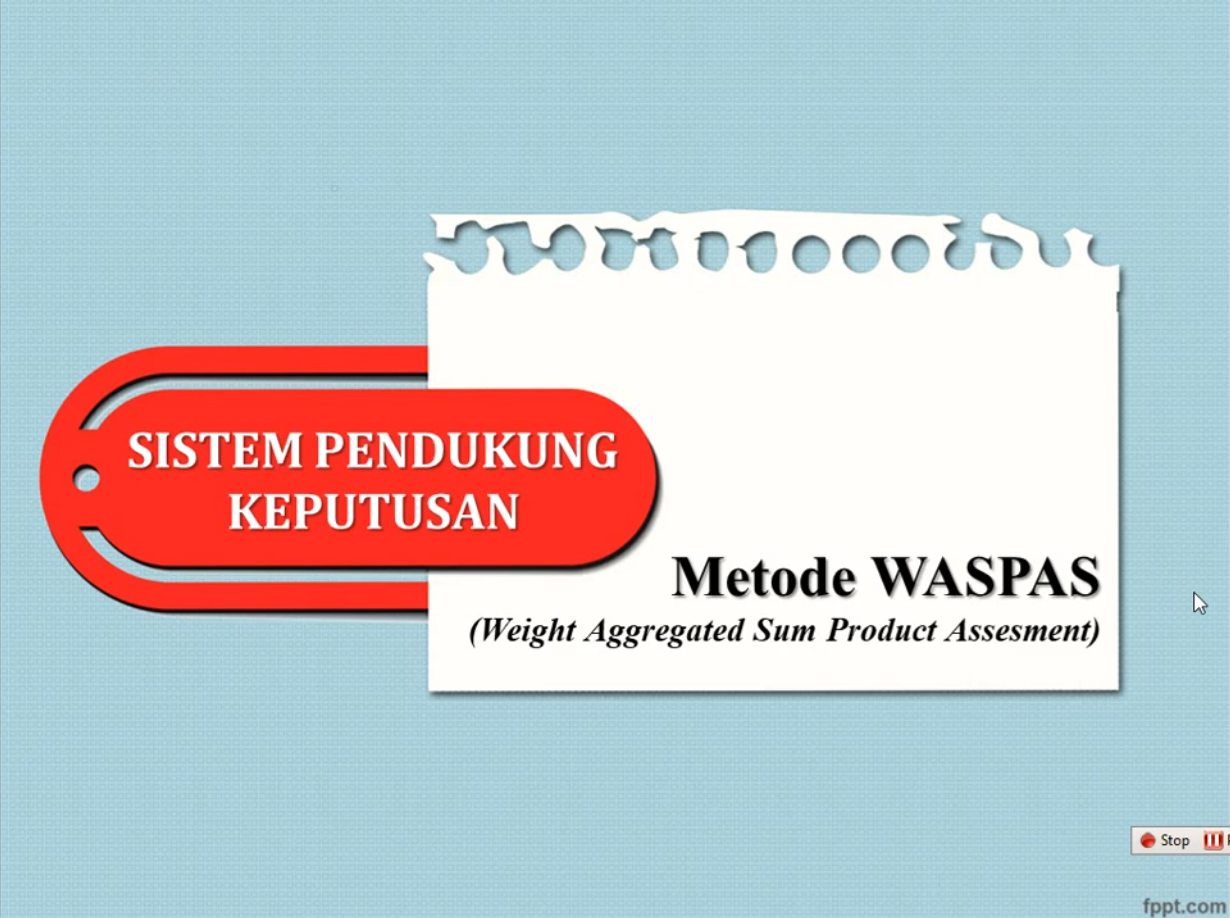 SISTEM PENDUKUNG
KEPUTUSAN
Metode WASPAS
(Weight Aggregated Sum Product Assesment)
Stop
fppt.com